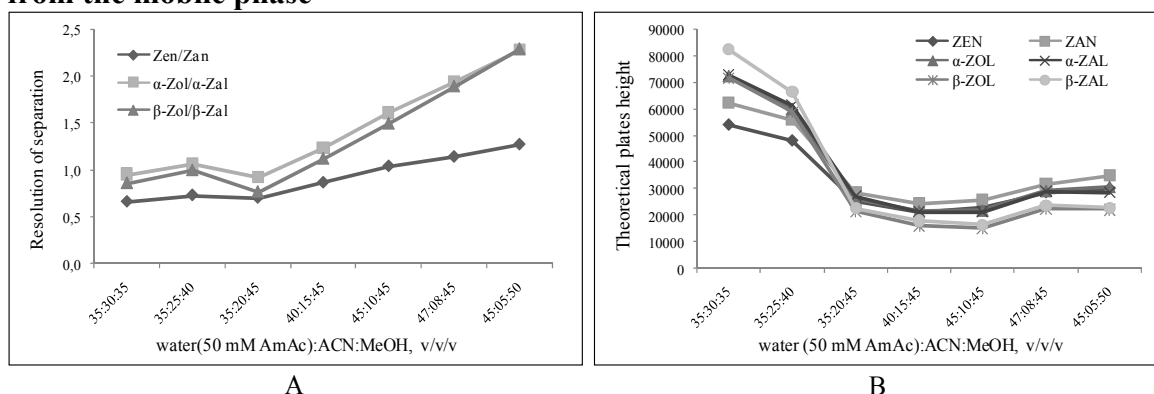 from the mobile phase
2,5
2,0
1,5
1,0
0,5
0,0
Resolution of separation
Zen/Zan
α-Zol/α-Zal
β-Zol/β-Zal
35:30:35
35:25:40
35:20:45
40:15:45
45:10:45
47:08:45
45:05:50
water(50 mM AmAc):ACN:MeOH, v/v/v
A
90000
80000
70000
60000
50000
40000
30000
20000
10000
0
Theoretical plates height
ZEN ZAN
α-ZOL α-ZAL
β-ZOL β-ZAL
35:30:35
35:25:40
35:20:45
40:15:45
45:10:45
47:08:45
45:05:50
water (50 mM AmAc):ACN:MeOH, v/v/v
B